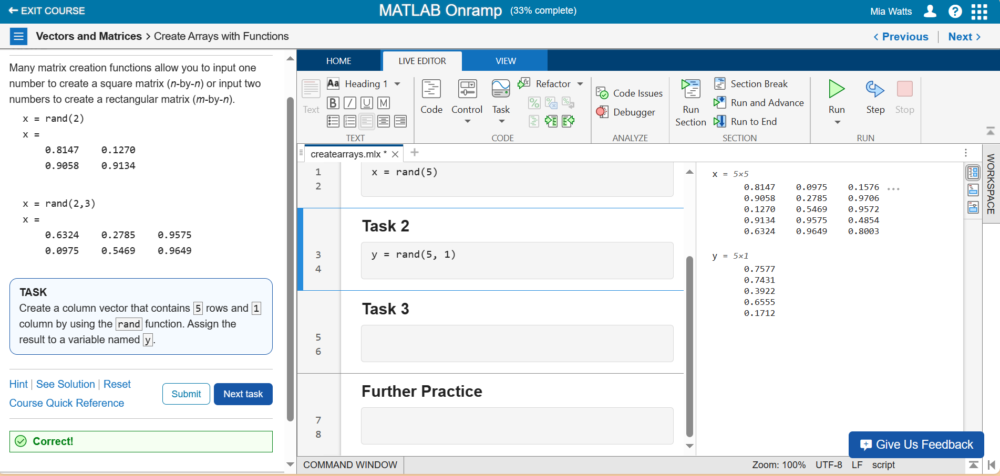 EXIT COURSE
MATLAB Onramp (33% complete)
Mia Watts
Vectors and Matrices > Create Arrays with Functions
< Previous
Next >
Many matrix creation functions allow you to input one
number to create a square matrix (n-by-n) or input two
numbers to create a rectangular matrix (m-by-n).
x = rand(2)
x =
0.8147 0.1270
0.9058 0.9134
x = rand(2,3)
x =
0.6324 0.2785 0.9575
0.0975 0.5469 0.9649
TASK
Create a column vector that contains 5 rows and 1
column by using the rand function. Assign the
result to a variable named y.
Hint | See Solution | Reset
Course Quick Reference
Submit
Next task
Correct!
HOME
LIVE EDITOR
VIEW
Text
Aa Heading 1
B I U M
TEXT
Code
Control
Task
Refactor
CODE
Code Issues
Debugger
ANALYZE
Run
Section
Section Break
Run and Advance
Run to End
SECTION
Run
Step
Stop
RUN
createarrays.mlx *
1 x = rand(5)
2
Task 2
3 y = rand(5, 1)
4
Task 3
5
6
Further Practice
7
8
x = 5×5
0.8147 0.0975 0.1576 ...
0.9058 0.2785 0.9706
0.1270 0.5469 0.9572
0.9134 0.9575 0.4854
0.6324 0.9649 0.8003
y = 5×1
0.7577
0.7431
0.3922
0.6555
0.1712
WORKSPACE
Give Us Feedback
COMMAND WINDOW
Zoom: 100% UTF-8 LF script